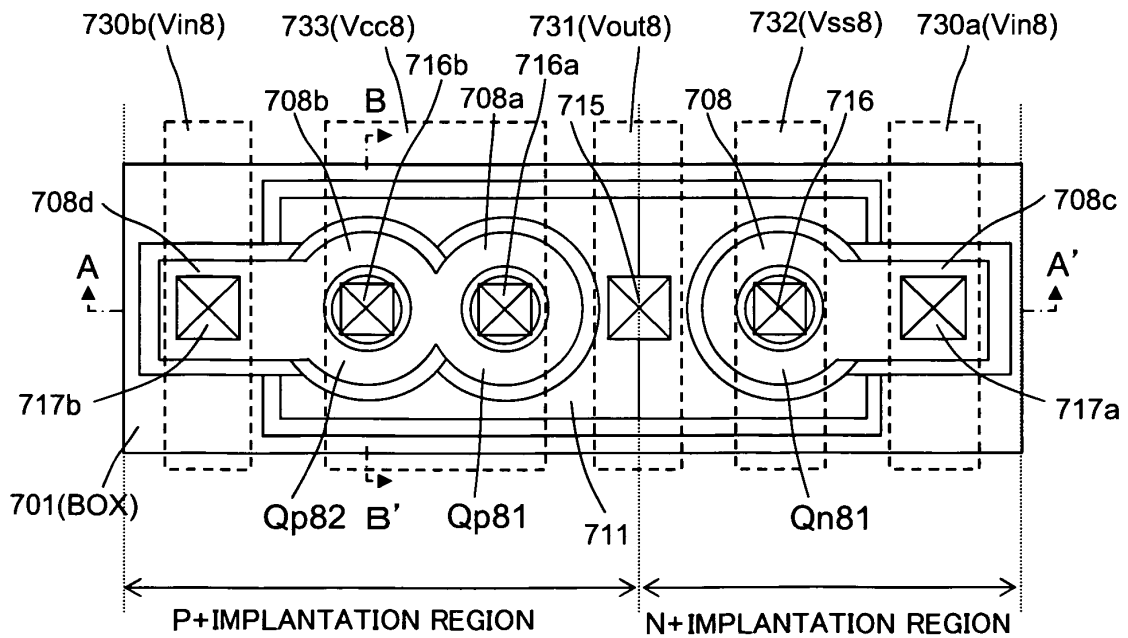 730b(Vin8) 733(Vcc8) 731(Vout8) 732(Vss8) 730a(Vin8)
716b 716a
708b B 708a 715 708 716
708d 708c
A A'
717b 717a
701(BOX) Qp82 B' Qp81 711 Qn81
P+IMPLANTATION REGION N+IMPLANTATION REGION